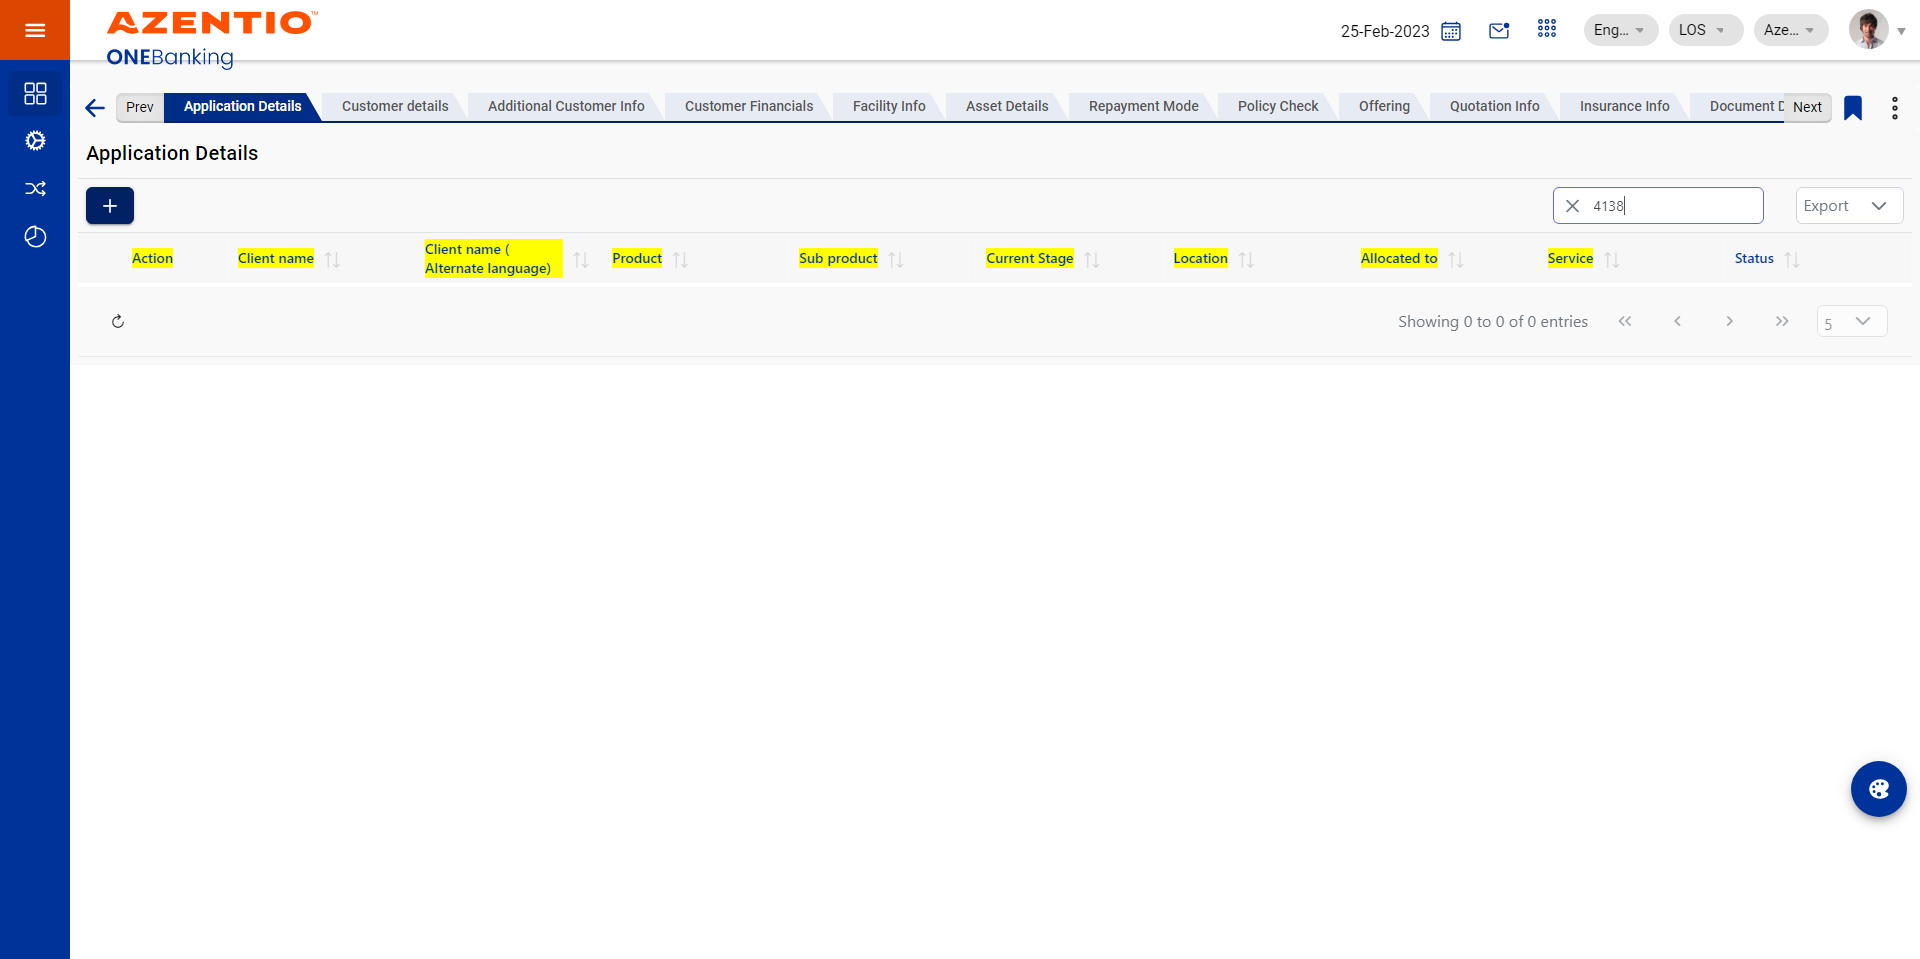 AZENTIO™
ONEBanking
25-Feb-2023
Eng...
LOS
Aze...
Prev
Application Details
Customer details
Additional Customer Info
Customer Financials
Facility Info
Asset Details
Repayment Mode
Policy Check
Offering
Quotation Info
Insurance Info
Document D
Next
Application Details
4138
Export
Action
Client name
Client name (
Alternate language)
Product
Sub product
Current Stage
Location
Allocated to
Service
Status
Showing 0 to 0 of 0 entries
5